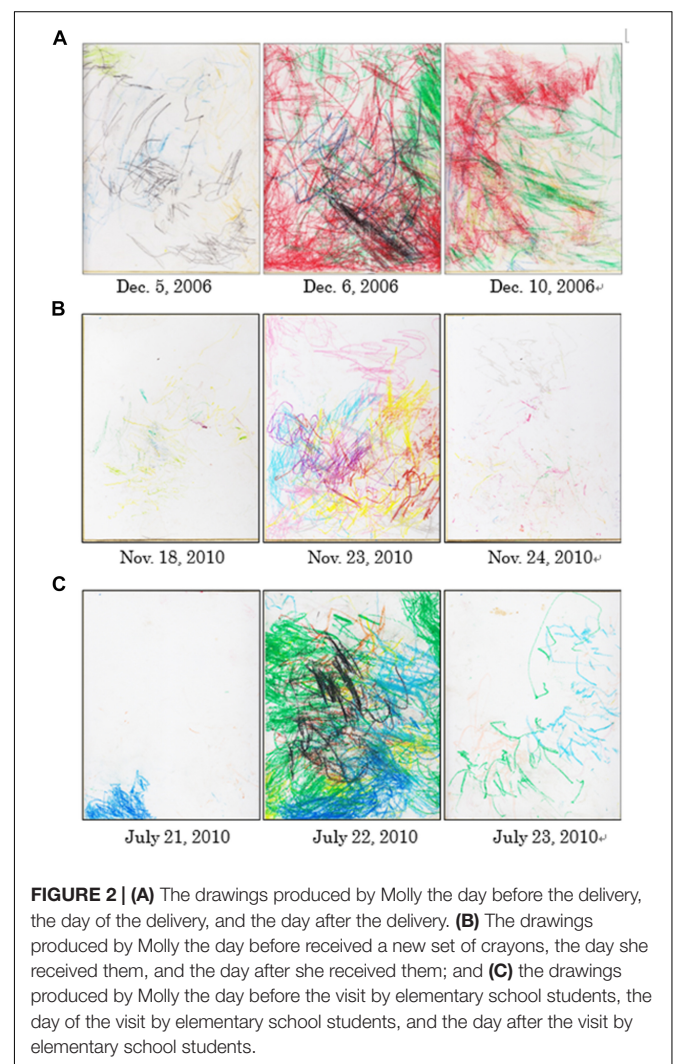 A
Dec. 5, 2006
Dec. 6, 2006
Dec. 10, 2006↵
B
Nov. 18, 2010
Nov. 23, 2010
Nov. 24, 2010↵
C
July 21, 2010
July 22, 2010
July 23, 2010↵
FIGURE 2 | (A) The drawings produced by Molly the day before the delivery,
the day of the delivery, and the day after the delivery. (B) The drawings
produced by Molly the day before received a new set of crayons, the day she
received them, and the day after she received them; and (C) the drawings
produced by Molly the day before the visit by elementary school students, the
day of the visit by elementary school students, and the day after the visit by
elementary school students.